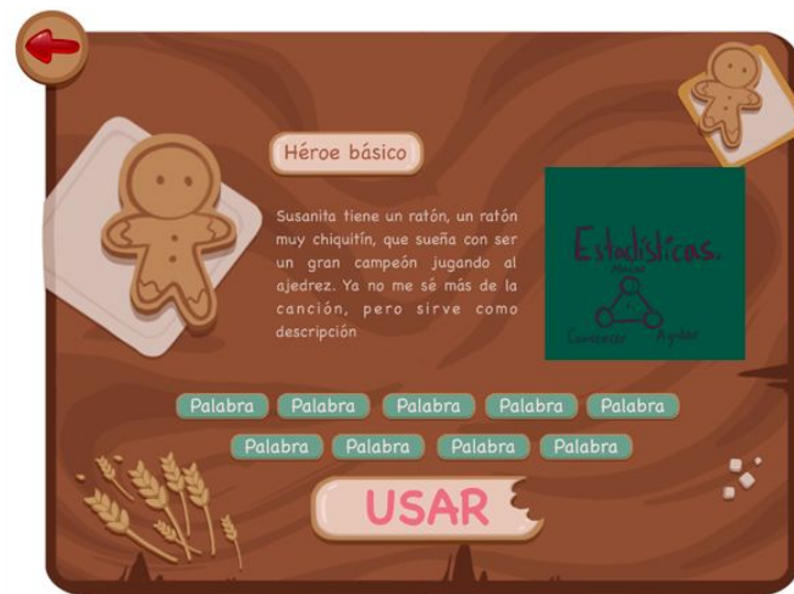 Héroe básico
Susanita tiene un ratón, un ratón
muy chiquitín, que sueña con ser
un gran campeón jugando al
ajedrez. Ya no me sé más de la
canción, pero sirve como
descripción
Estadísticas.
Convencer Ayudar
Palabra Palabra Palabra Palabra Palabra
Palabra Palabra Palabra Palabra
USAR